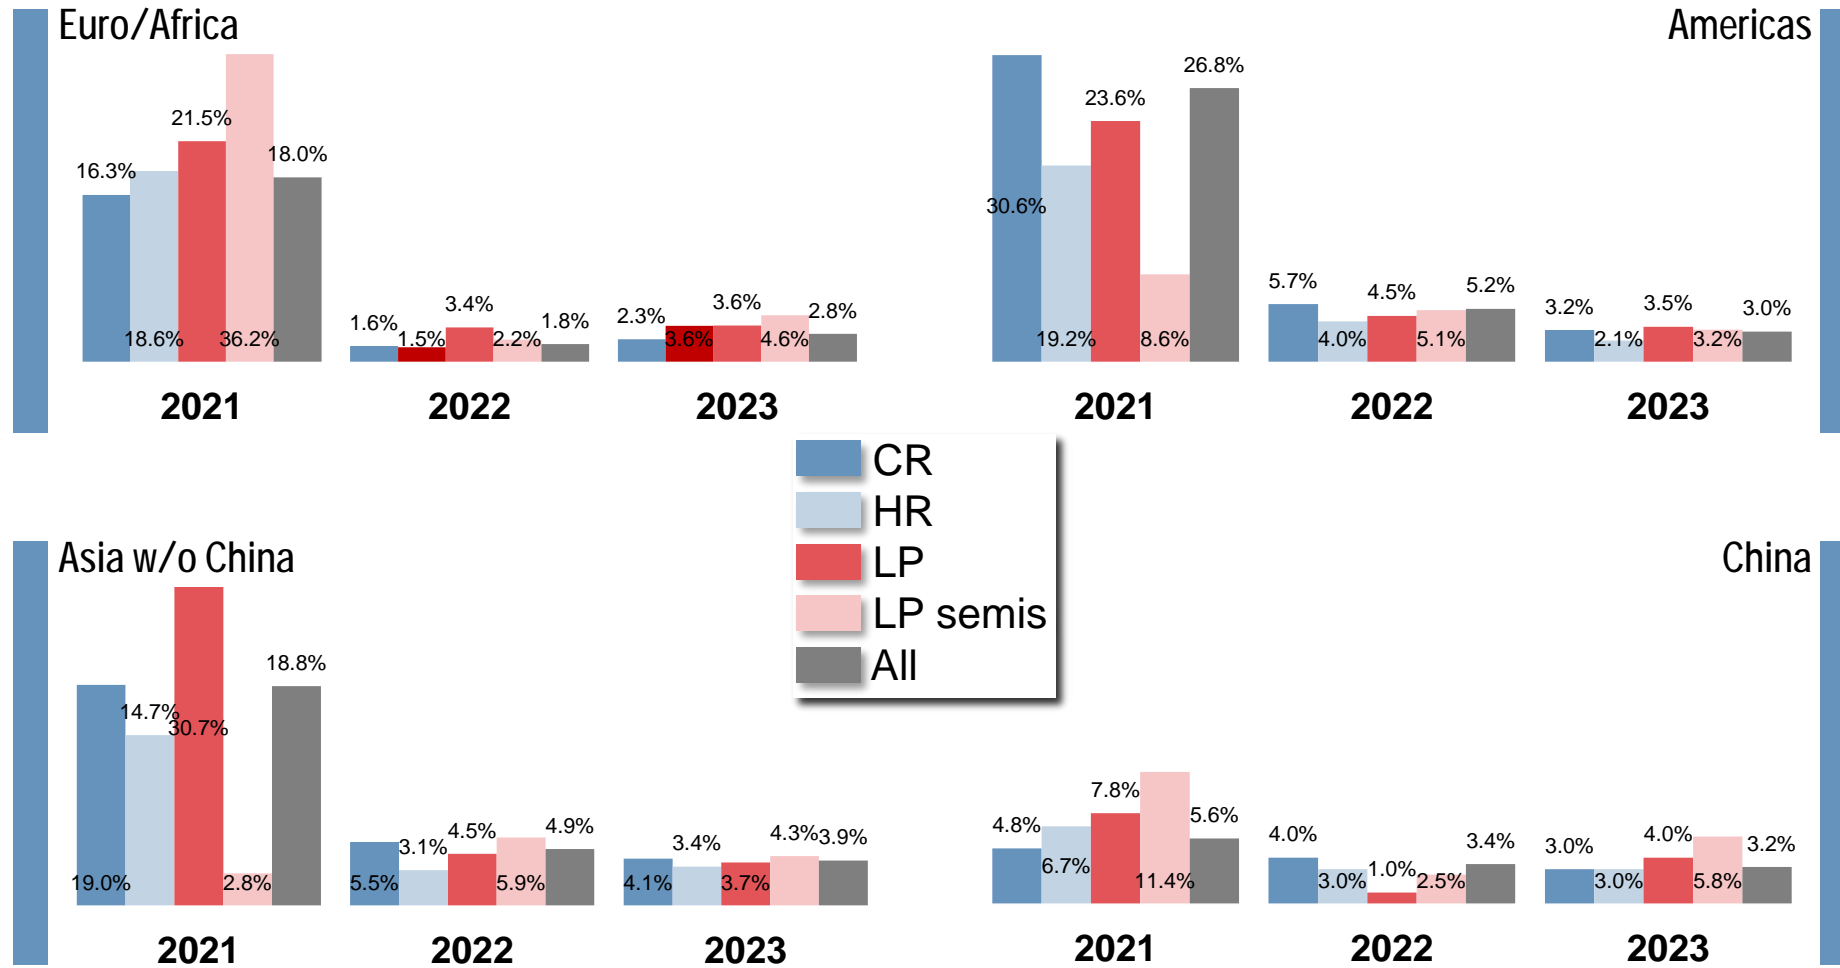 Euro/Africa
16.3% 18.6% 21.5% 36.2% 18.0%
1.6% 1.5% 3.4% 2.2% 1.8%
2.3% 3.6% 3.6% 4.6% 2.8%
2021 2022 2023
Americas
30.6% 19.2% 23.6% 8.6% 26.8%
5.7% 4.0% 4.5% 5.1% 5.2%
3.2% 2.1% 3.5% 3.2% 3.0%
2021 2022 2023
CR
HR
LP
LP semis
All
Asia w/o China
19.0% 14.7% 30.7% 2.8% 18.8%
5.5% 3.1% 4.5% 5.9% 4.9%
4.1% 3.4% 3.7% 4.3% 3.9%
2021 2022 2023
China
4.8% 6.7% 7.8% 11.4% 5.6%
4.0% 3.0% 1.0% 2.5% 3.4%
3.0% 3.0% 4.0% 5.8% 3.2%
2021 2022 2023